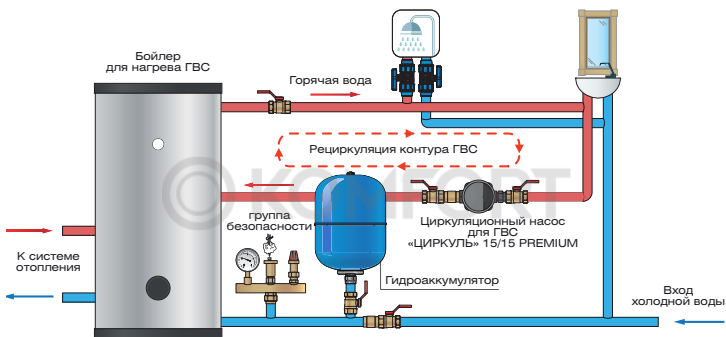 Бойлер
для нагрева ГВС
Горячая вода
Рециркуляция контура ГВС
KOMFORT
группа
безопасности
Циркуляционный насос
для ГВС
«ЦИРКУЛЬ» 15/15 PREMIUM
К системе
отопления
Гидроаккумулятор
Вход
холодной воды